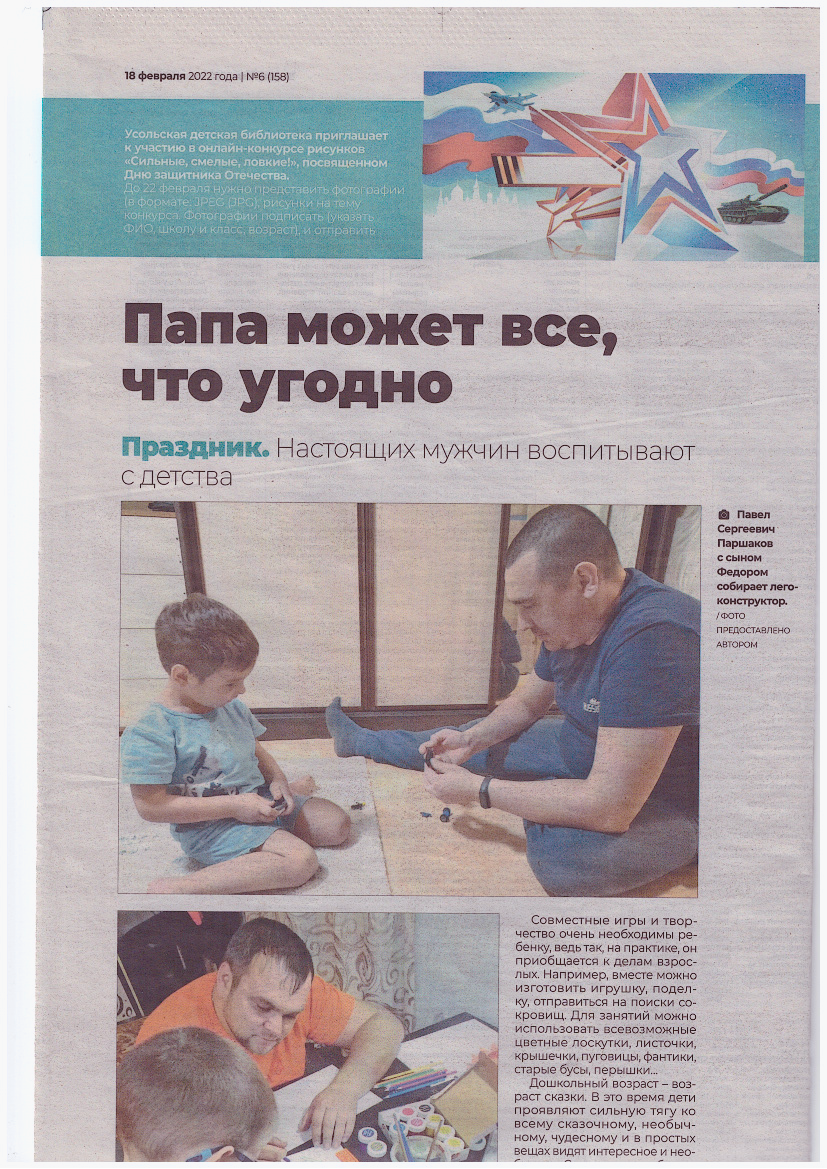 18 февраля 2022 года | №6 (158)
Усольская детская библиотека приглашает
к участию в онлайн-конкурсе рисунков
«Сильные, смелые, ловкие!», посвященном
Дню защитника Отечества.
До 22 февраля нужно представить фотографии
(в формате, JPEG (JPG), рисунки на тему
конкурса. Фотографии подписать (указать
ФИО, школу и класс, возраст), и отправить
Папа может все,
что угодно
Праздник. Настоящих мужчин воспитывают
с детства
Павел
Сергеевич
Паршаков
с сыном
Федором
собирает лего-
конструктор.
/ ФОТО
ПРЕДОСТАВЛЕНО
АВТОРОМ
Совместные игры и твор-
чество очень необходимы ре-
бенку, ведь так, на практике, он
приобщается к делам взрос-
лых. Например, вместе можно
изготовить игрушку, подел-
ку, отправиться на поиски со-
кровищ. Для занятий можно
использовать всевозможные
цветные лоскутки, листочки,
крышечки, пуговицы, фантики,
старые бусы, перышки...
Дошкольный возраст – воз-
раст сказки. В это время дети
проявляют сильную тягу ко
всему сказочному, необыч-
ному, чудесному и в простых
вещах видят интересное и нео-